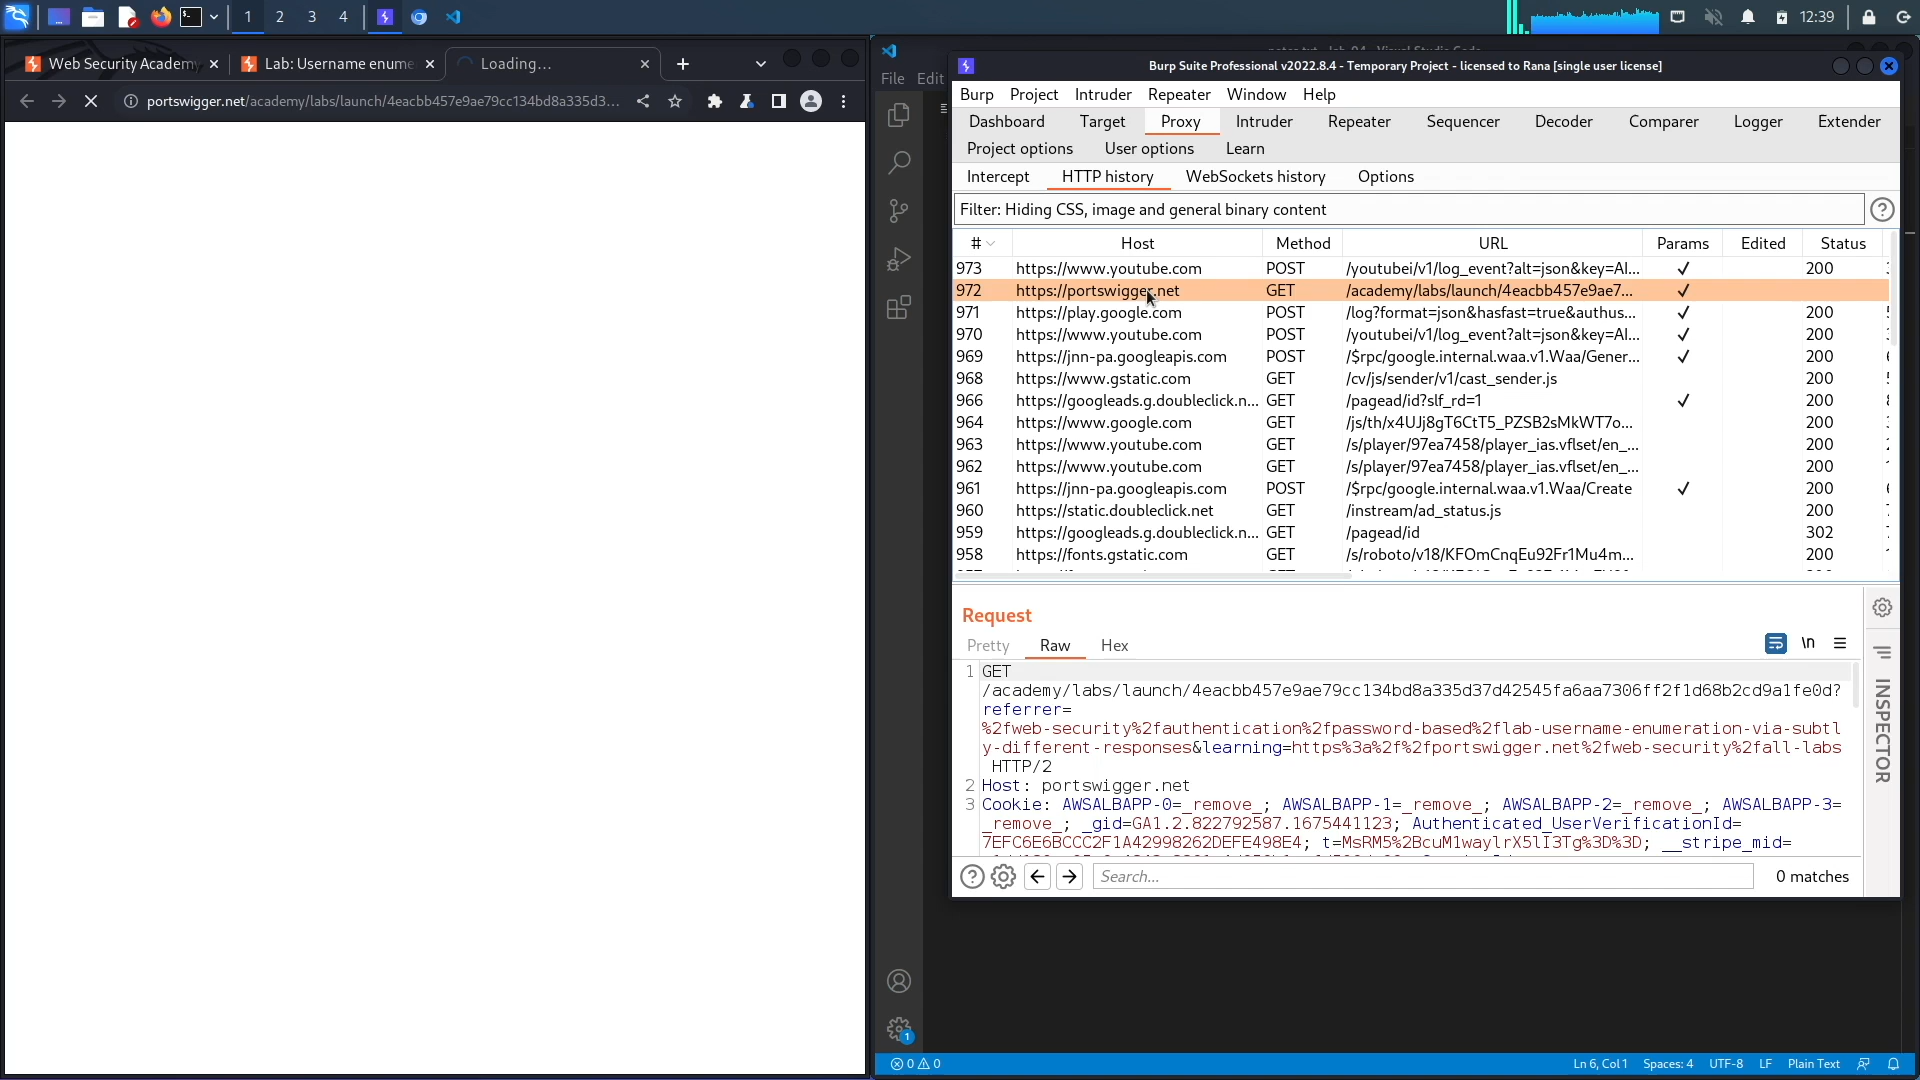 1 2 3 4
12:39
Web Security Academy
Lab: Username enume
Loading…
portswigger.net/academy/labs/launch/4eacbb457e9ae79cc134bd8a335d3...
File Edit
Burp Suite Professional v2022.8.4 - Temporary Project - licensed to Rana [single user license]
Burp Project Intruder Repeater Window Help
Dashboard Target Proxy Intruder Repeater Sequencer Decoder Comparer Logger Extender
Project options User options Learn
Intercept HTTP history WebSockets history Options
Filter: Hiding CSS, image and general binary content
# Host Method URL Params Edited Status
973 https://www.youtube.com POST /youtubei/v1/log_event?alt=json&key=AI... ✓ 200
972 https://portswigger.net GET /academy/labs/launch/4eacbb457e9ae7... ✓
971 https://play.google.com POST /log?format=json&hasfast=true&authus... ✓ 200
970 https://www.youtube.com POST /youtubei/v1/log_event?alt=json&key=AI... ✓ 200
969 https://jnn-pa.googleapis.com POST /$rpc/google.internal.waa.v1.Waa/Gener... ✓ 200
968 https://www.gstatic.com GET /cv/js/sender/v1/cast_sender.js 200
966 https://googleads.g.doubleclick.n... GET /pagead/id?slf_rd=1 ✓ 200
964 https://www.google.com GET /js/th/x4UJj8gT6CtT5_PZSB2sMkWT7o... 200
963 https://www.youtube.com GET /s/player/97ea7458/player_ias.vflset/en_... 200
962 https://www.youtube.com GET /s/player/97ea7458/player_ias.vflset/en_... 200
961 https://jnn-pa.googleapis.com POST /$rpc/google.internal.waa.v1.Waa/Create ✓ 200
960 https://static.doubleclick.net GET /instream/ad_status.js 200
959 https://googleads.g.doubleclick.n... GET /pagead/id 302
958 https://fonts.gstatic.com GET /s/roboto/v18/KFOmCnqEu92Fr1Mu4m... 200
Request
Pretty Raw Hex
\n
1 GET
/academy/labs/launch/4eacbb457e9ae79cc134bd8a335d37d42545fa6aa7306ff2f1d68b2cd9a1fe0d?
referrer=
%2fweb-security%2fauthentication%2fpassword-based%2flab-username-enumeration-via-subtl
y-different-responses&learning=https%3a%2f%2fportswigger.net%2fweb-security%2fall-labs
HTTP/2
2 Host: portswigger.net
3 Cookie: AWSALBAPP-0=_remove_; AWSALBAPP-1=_remove_; AWSALBAPP-2=_remove_; AWSALBAPP-3=
_remove_; _gid=GA1.2.822792587.1675441123; Authenticated_UserVerificationId=
7EFC6E6BCCC2F1A42998262DEFE498E4; t=MsRM5%2BcuM1waylrX5lI3Tg%3D%3D; __stripe_mid=
INSPECTOR
Search...
0 matches
1
0 0
Ln 6, Col 1 Spaces: 4 UTF-8 LF Plain Text